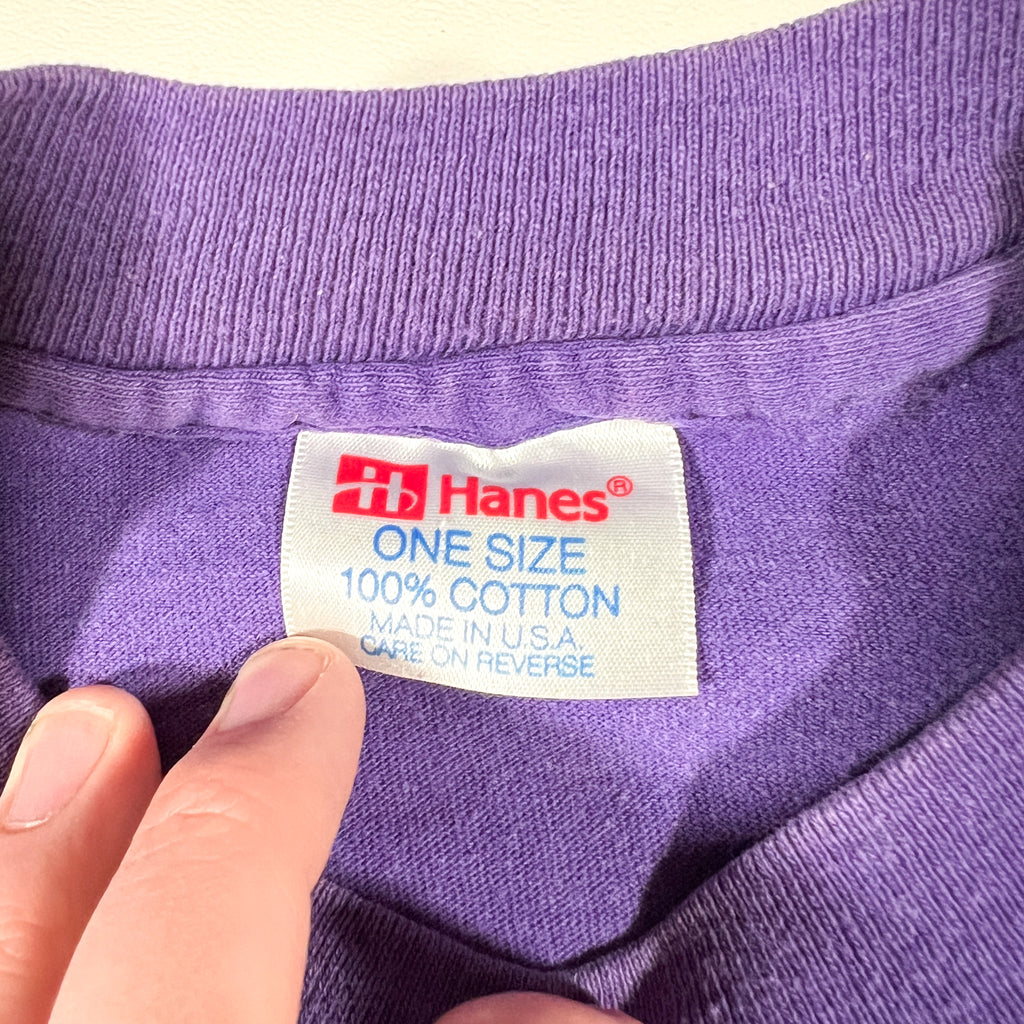 Hanes®
ONE SIZE
100% COTTON
MADE IN U.S.A.
CARE ON REVERSE